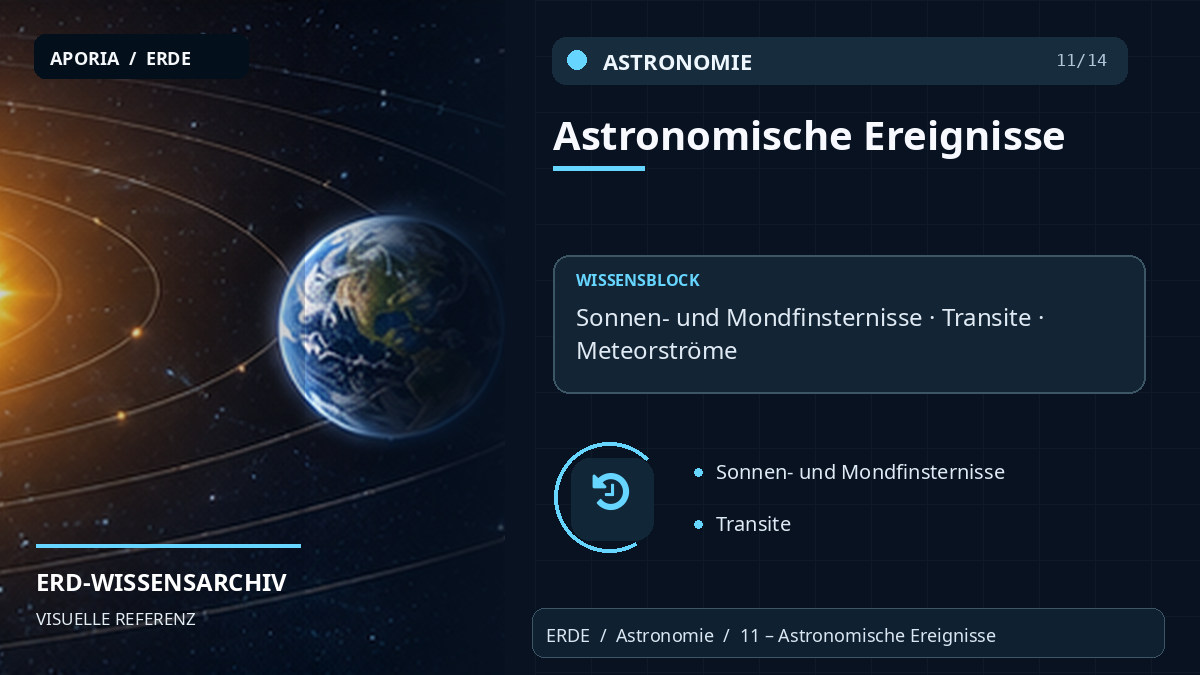 APORIA / ERDE
ERD-WISSENSARCHIV
VISUELLE REFERENZ
ASTRONOMIE
11/14
Astronomische Ereignisse
WISSENSBLOCK
Sonnen- und Mondfinsternisse · Transite ·
Meteorströme
Sonnen- und Mondfinsternisse
Transite
ERDE / Astronomie / 11 – Astronomische Ereignisse